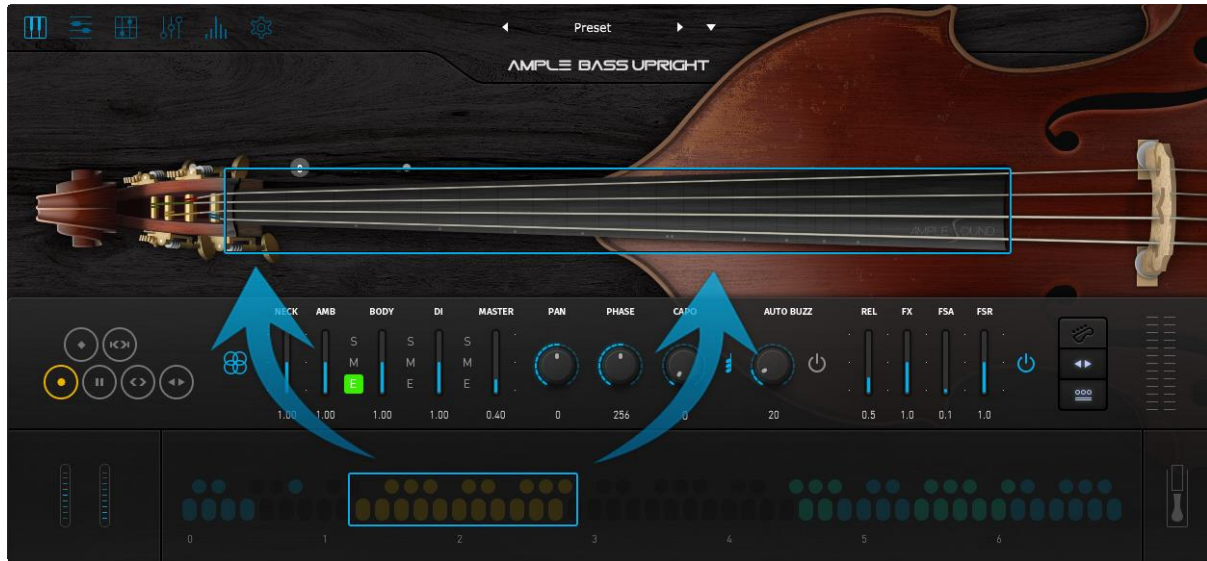 Preset
AMPLE BASS UPRIGHT
AMPLE SOUND
NECK AMB BODY DI MASTER PAN PHASE CAPO AUTO BUZZ REL FX FSA FSR
S S S
M M M
E E E
1.00 1.00 1.00 1.00 0.40 0 256 0 20 0.5 1.0 0.1 1.0
0 1 2 3 4 5 6